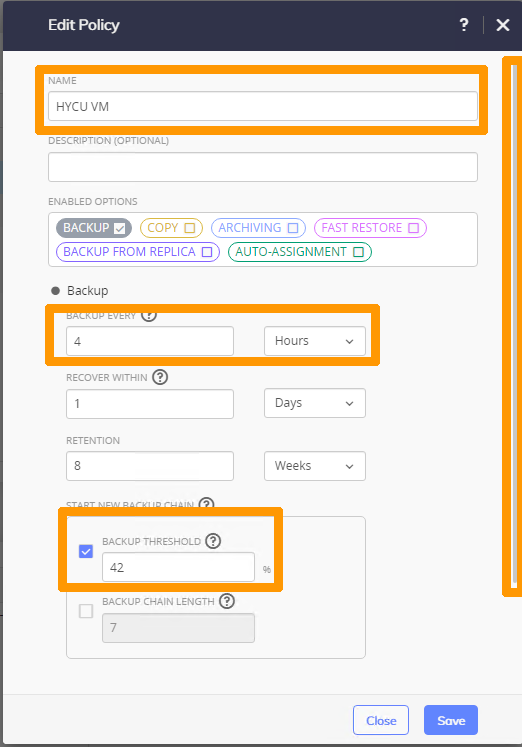 Edit Policy ?
NAME
HYCU VM
DESCRIPTION (OPTIONAL)
ENABLED OPTIONS
BACKUP COPY ARCHIVING FAST RESTORE
BACKUP FROM REPLICA AUTO-ASSIGNMENT
Backup
BACKUP EVERY ?
4 Hours
RECOVER WITHIN ?
1 Days
RETENTION
8 Weeks
START NEW BACKUP CHAIN ?
BACKUP THRESHOLD ?
42 %
BACKUP CHAIN LENGTH ?
7
Close Save